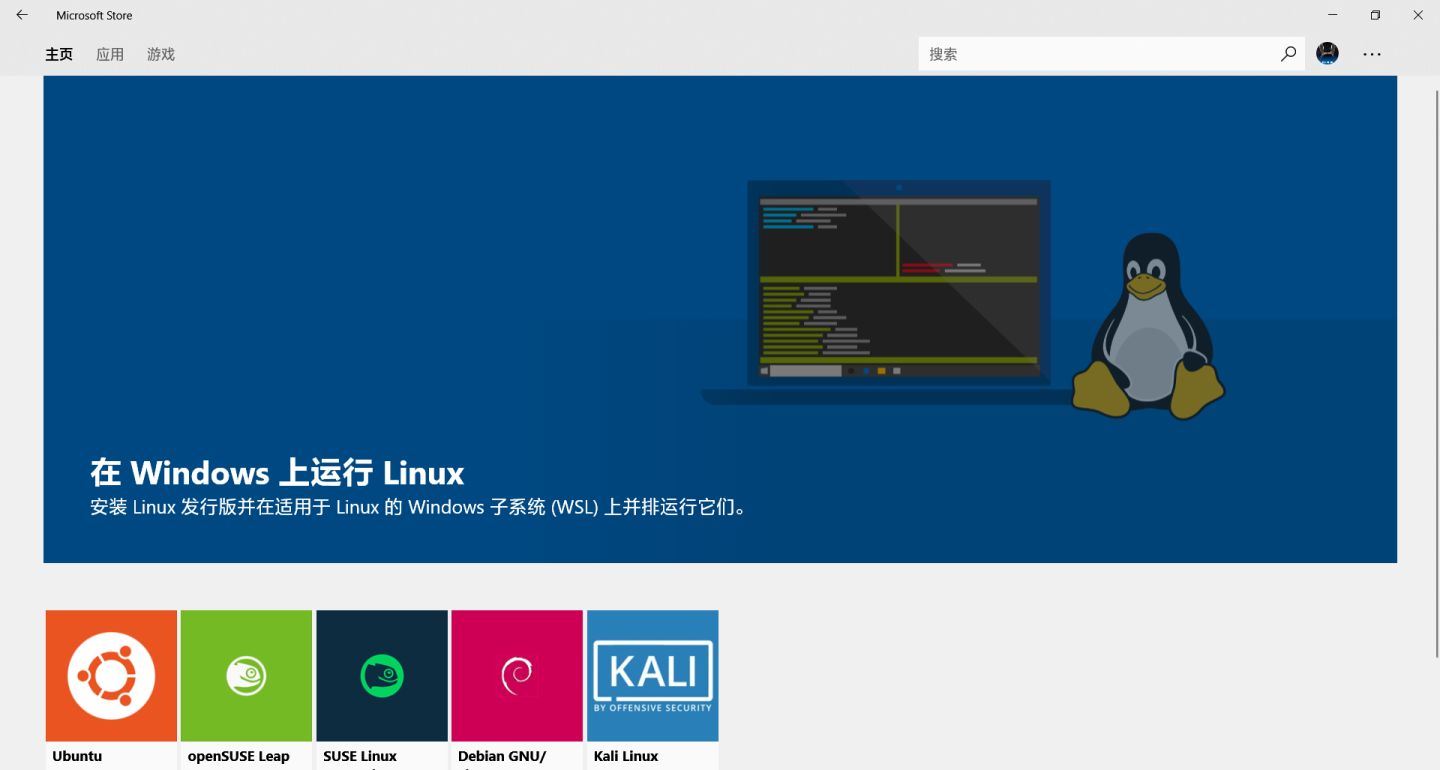 Microsoft Store
主页 应用 游戏
搜索
在 Windows 上运行 Linux
安装 Linux 发行版并在适用于 Linux 的 Windows 子系统 (WSL) 上并排运行它们。
KALI
BY OFFENSIVE SECURITY
Ubuntu
openSUSE Leap
SUSE Linux
Debian GNU/
Kali Linux